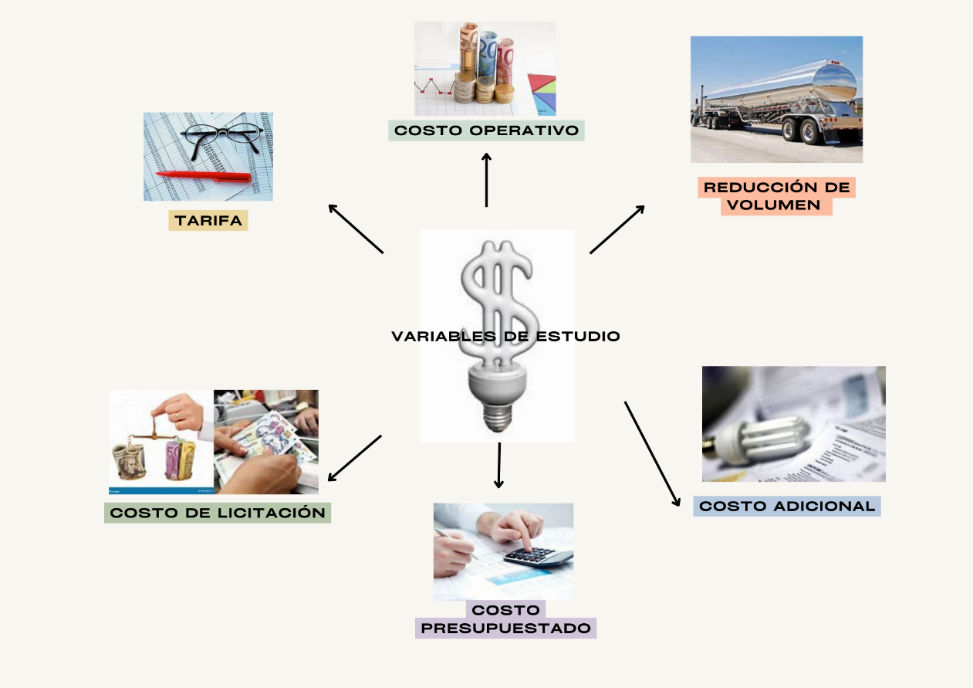 COSTO OPERATIVO
REDUCCIÓN DE
VOLUMEN
TARIFA
VARIABLES DE ESTUDIO
COSTO DE LICITACIÓN
COSTO ADICIONAL
COSTO
PRESUPUESTADO